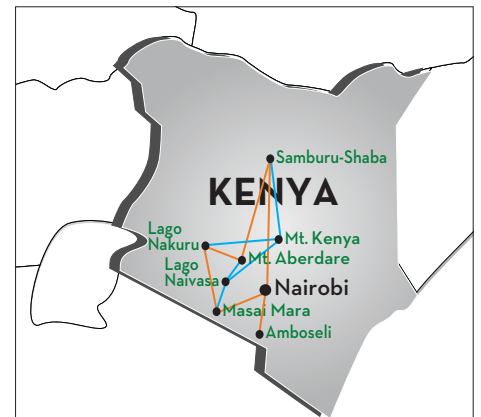 Samburu-Shaba
KENYA
Lago
Nakuru
Mt. Kenya
Mt. Aberdare
Lago
Naivasa
Nairobi
Masai Mara
Amboseli